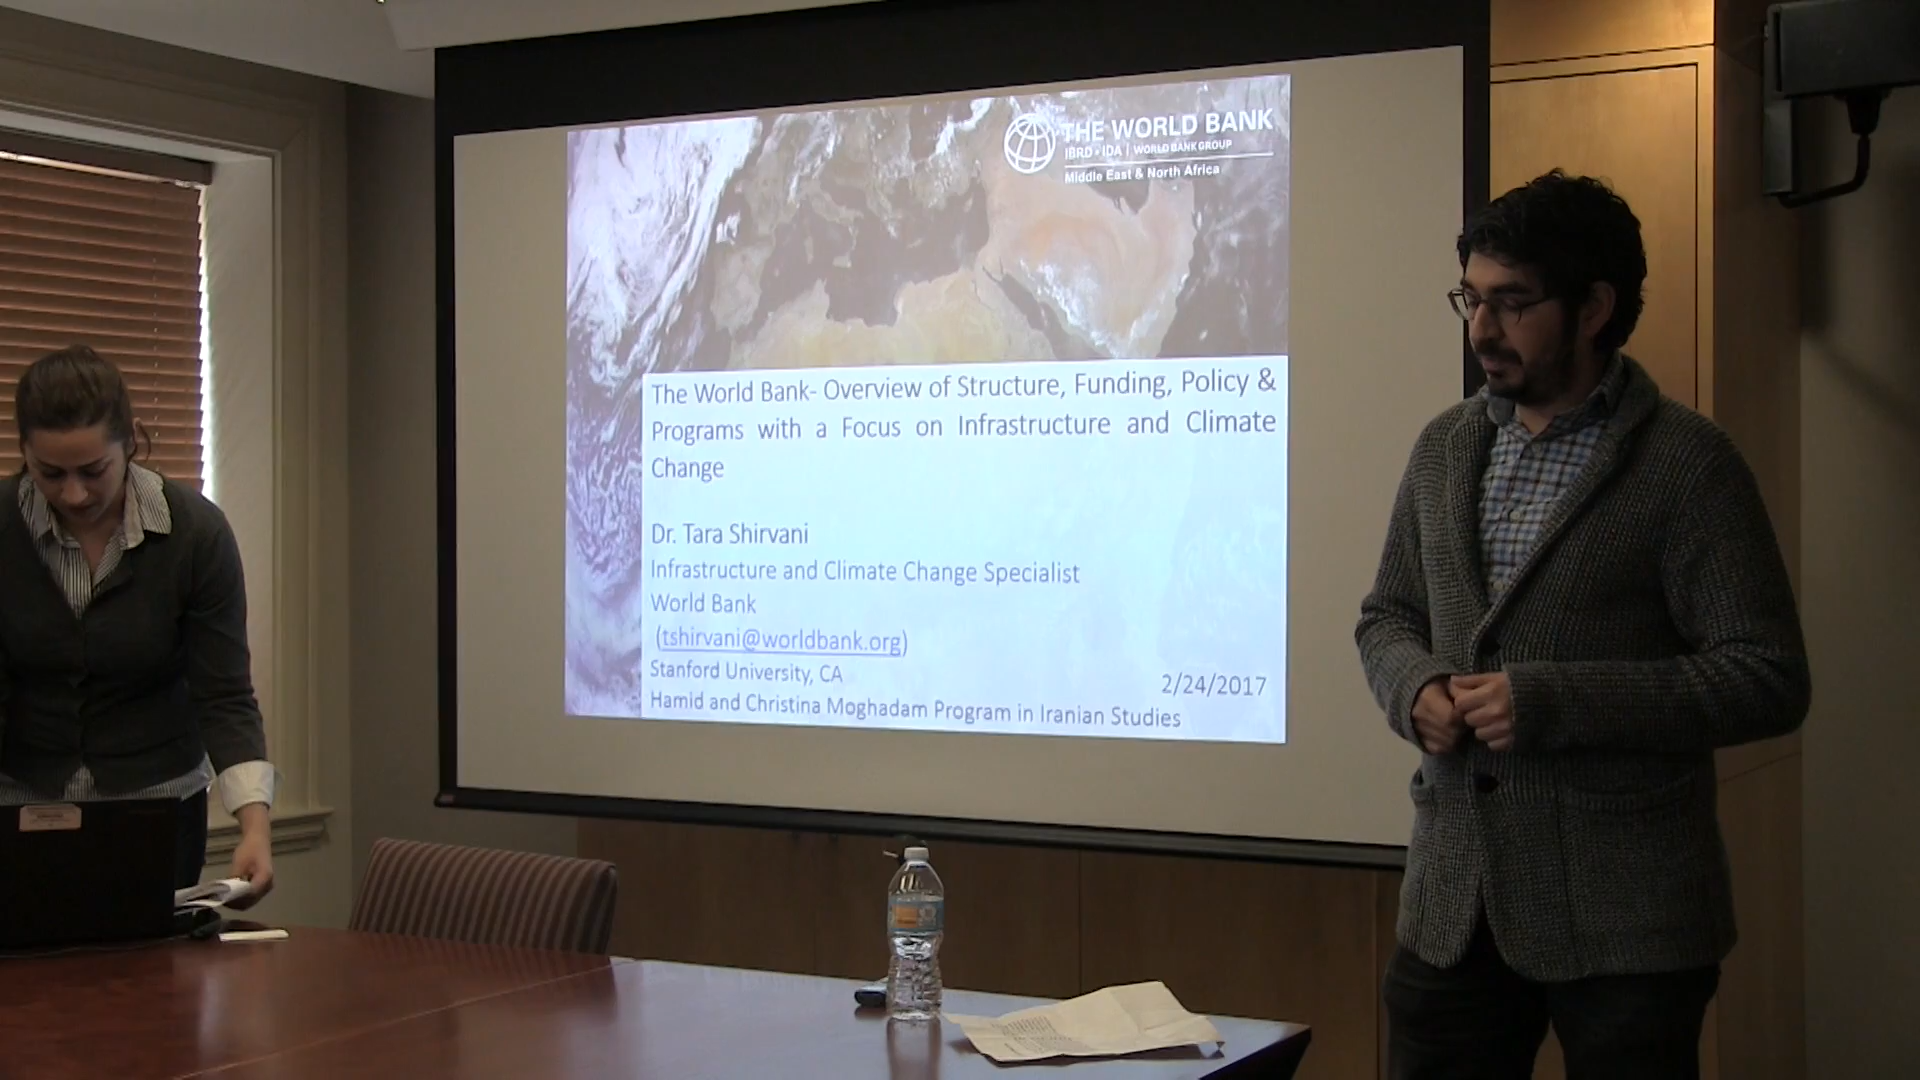 THE WORLD BANK
IBRD • IDA | WORLD BANK GROUP
Middle East & North Africa
The World Bank- Overview of Structure, Funding, Policy &
Programs with a Focus on Infrastructure and Climate
Change
Dr. Tara Shirvani
Infrastructure and Climate Change Specialist
World Bank
(tshirvani@worldbank.org)
Stanford University, CA
2/24/2017
Hamid and Christina Moghadam Program in Iranian Studies